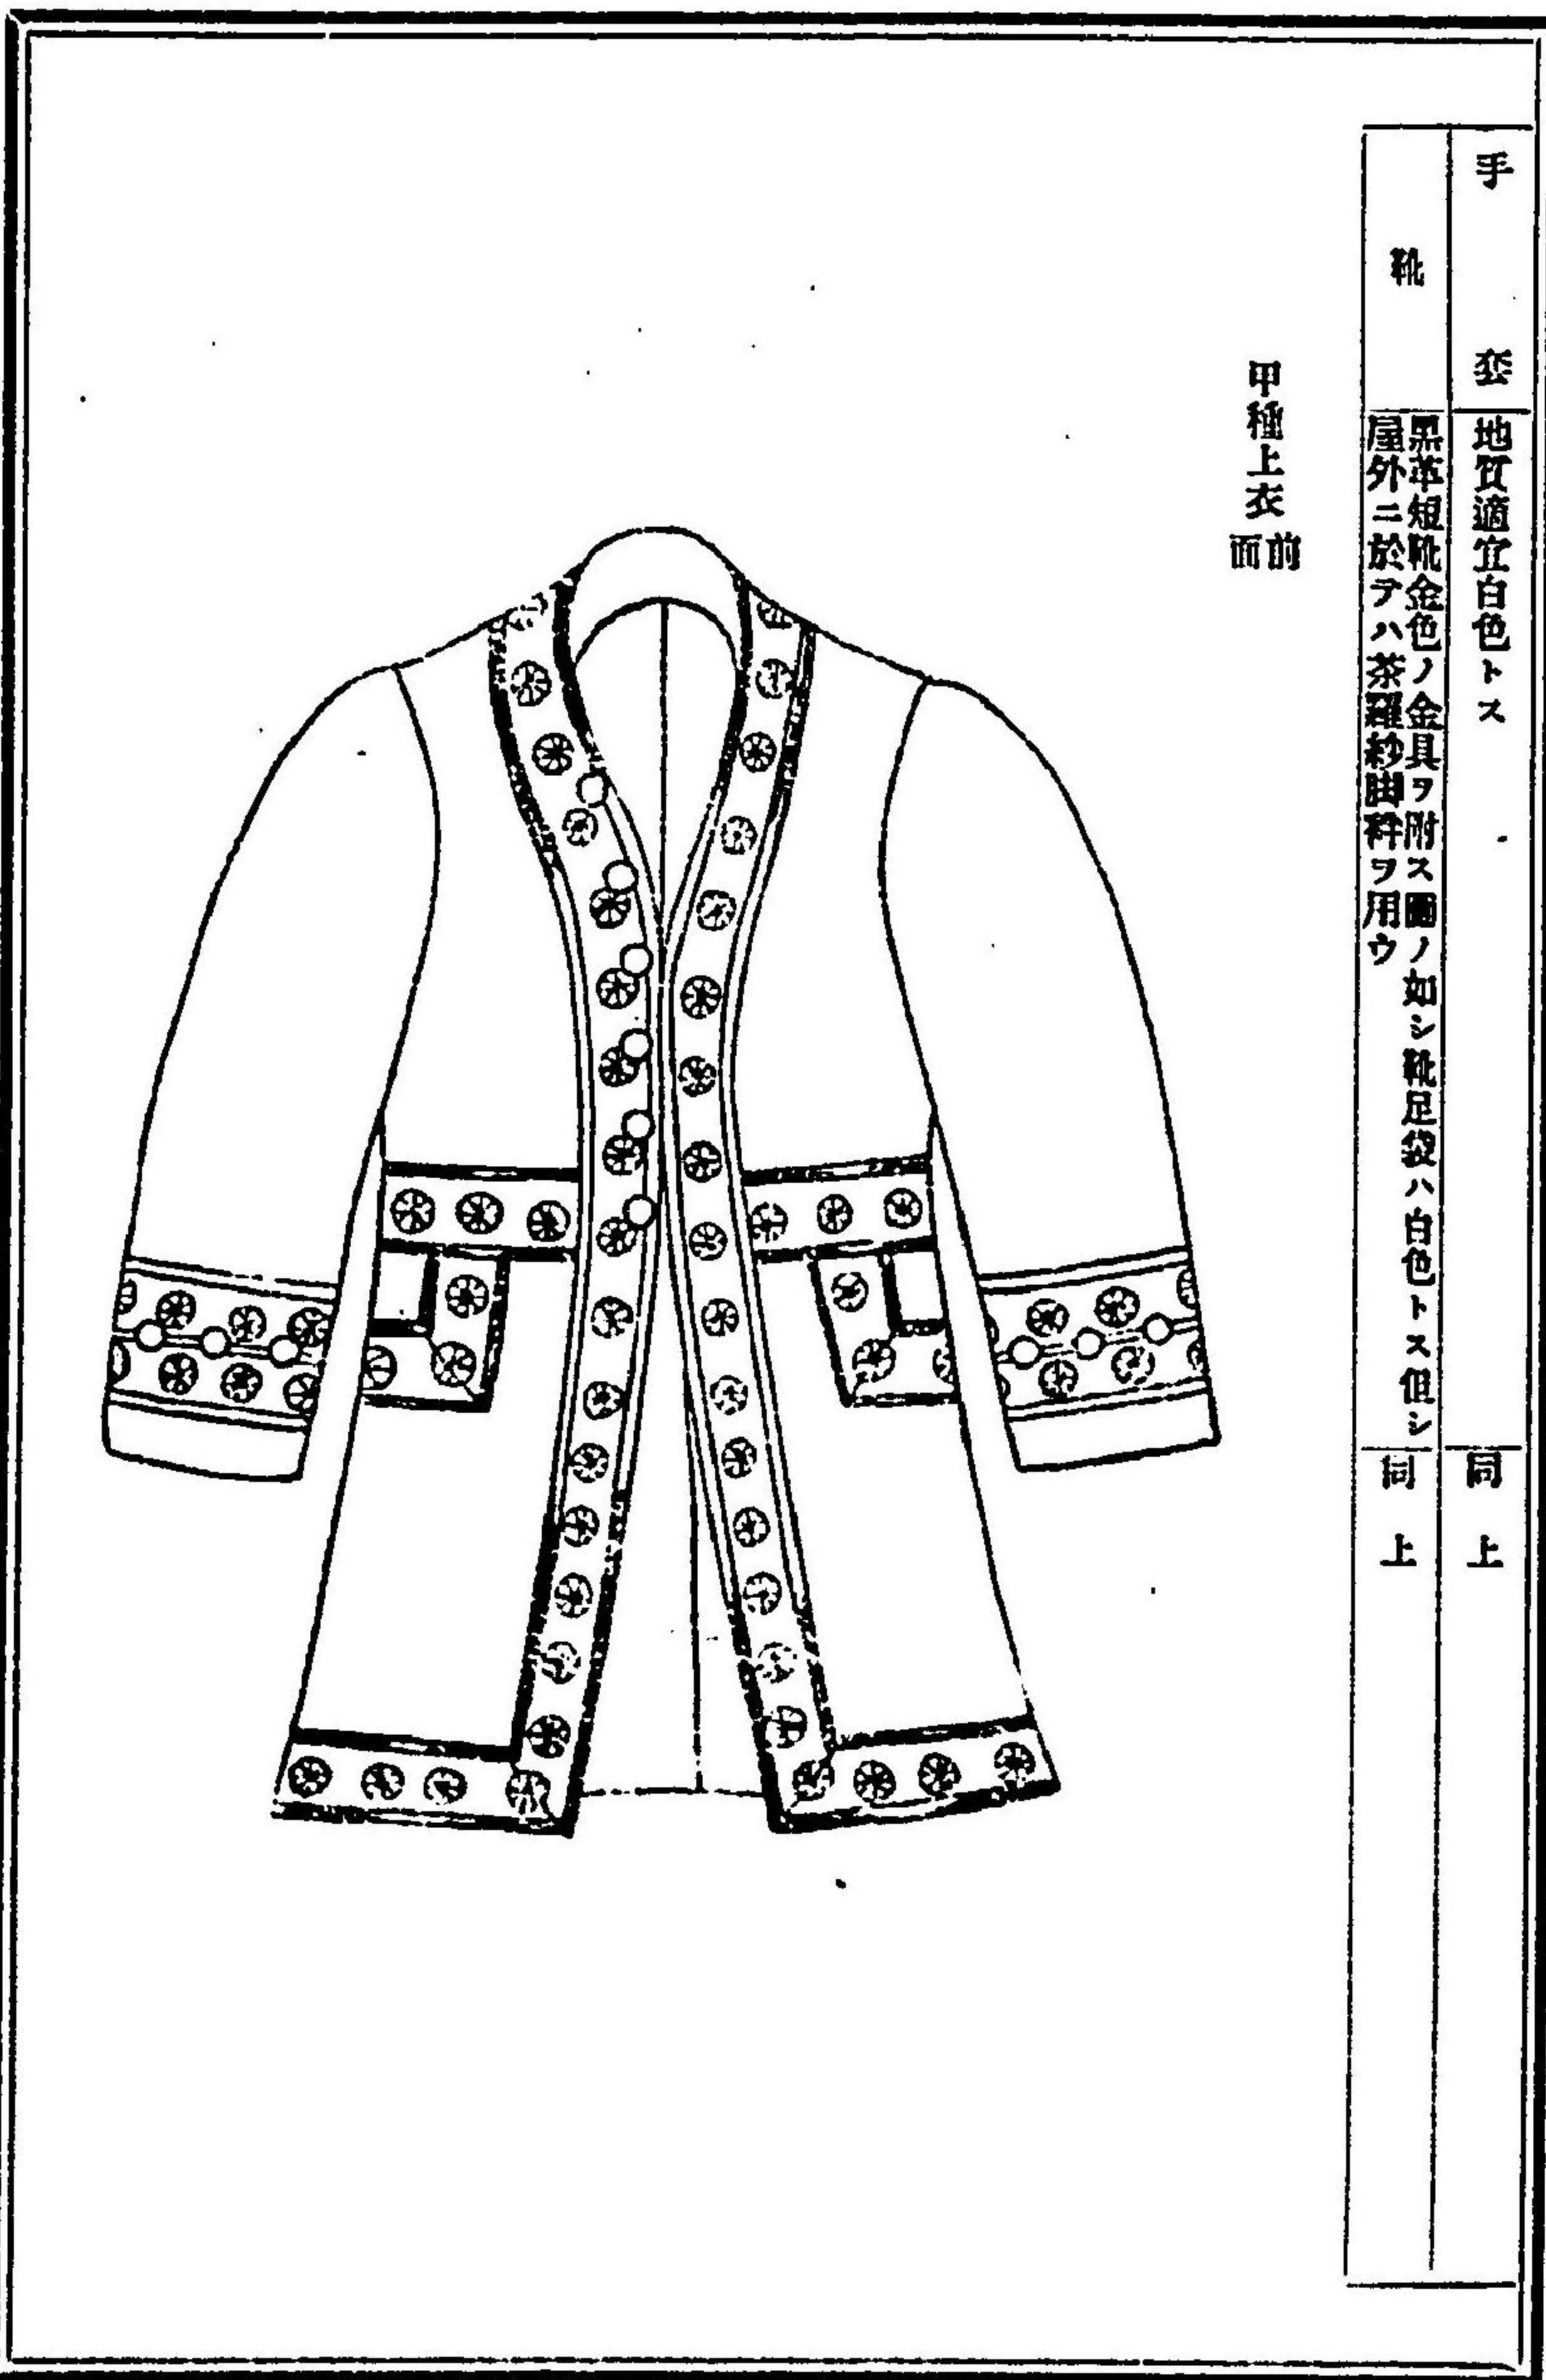 手套
地質適宜白色トス
同上
靴
黒革短靴金色ノ金具ヲ附ス圖ノ如シ靴足袋ハ白色トス但シ
屋外ニ於テハ茶羅紗脚袢ヲ用ウ
同上
甲種上衣
前
面